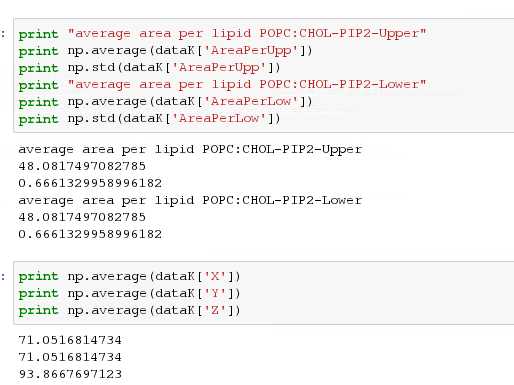 : print "average area per lipid POPC:CHOL-PIP2-Upper"
print np.average(dataK['AreaPerUpp'])
print np.std(dataK['AreaPerUpp'])
print "average area per lipid POPC:CHOL-PIP2-Lower"
print np.average(dataK['AreaPerLow'])
print np.std(dataK['AreaPerLow'])
average area per lipid POPC:CHOL-PIP2-Upper
48.0817497082785
0.6661329958996182
average area per lipid POPC:CHOL-PIP2-Lower
48.0817497082785
0.6661329958996182
: print np.average(dataK['X'])
print np.average(dataK['Y'])
print np.average(dataK['Z'])
71.0516814734
71.0516814734
93.8667697123